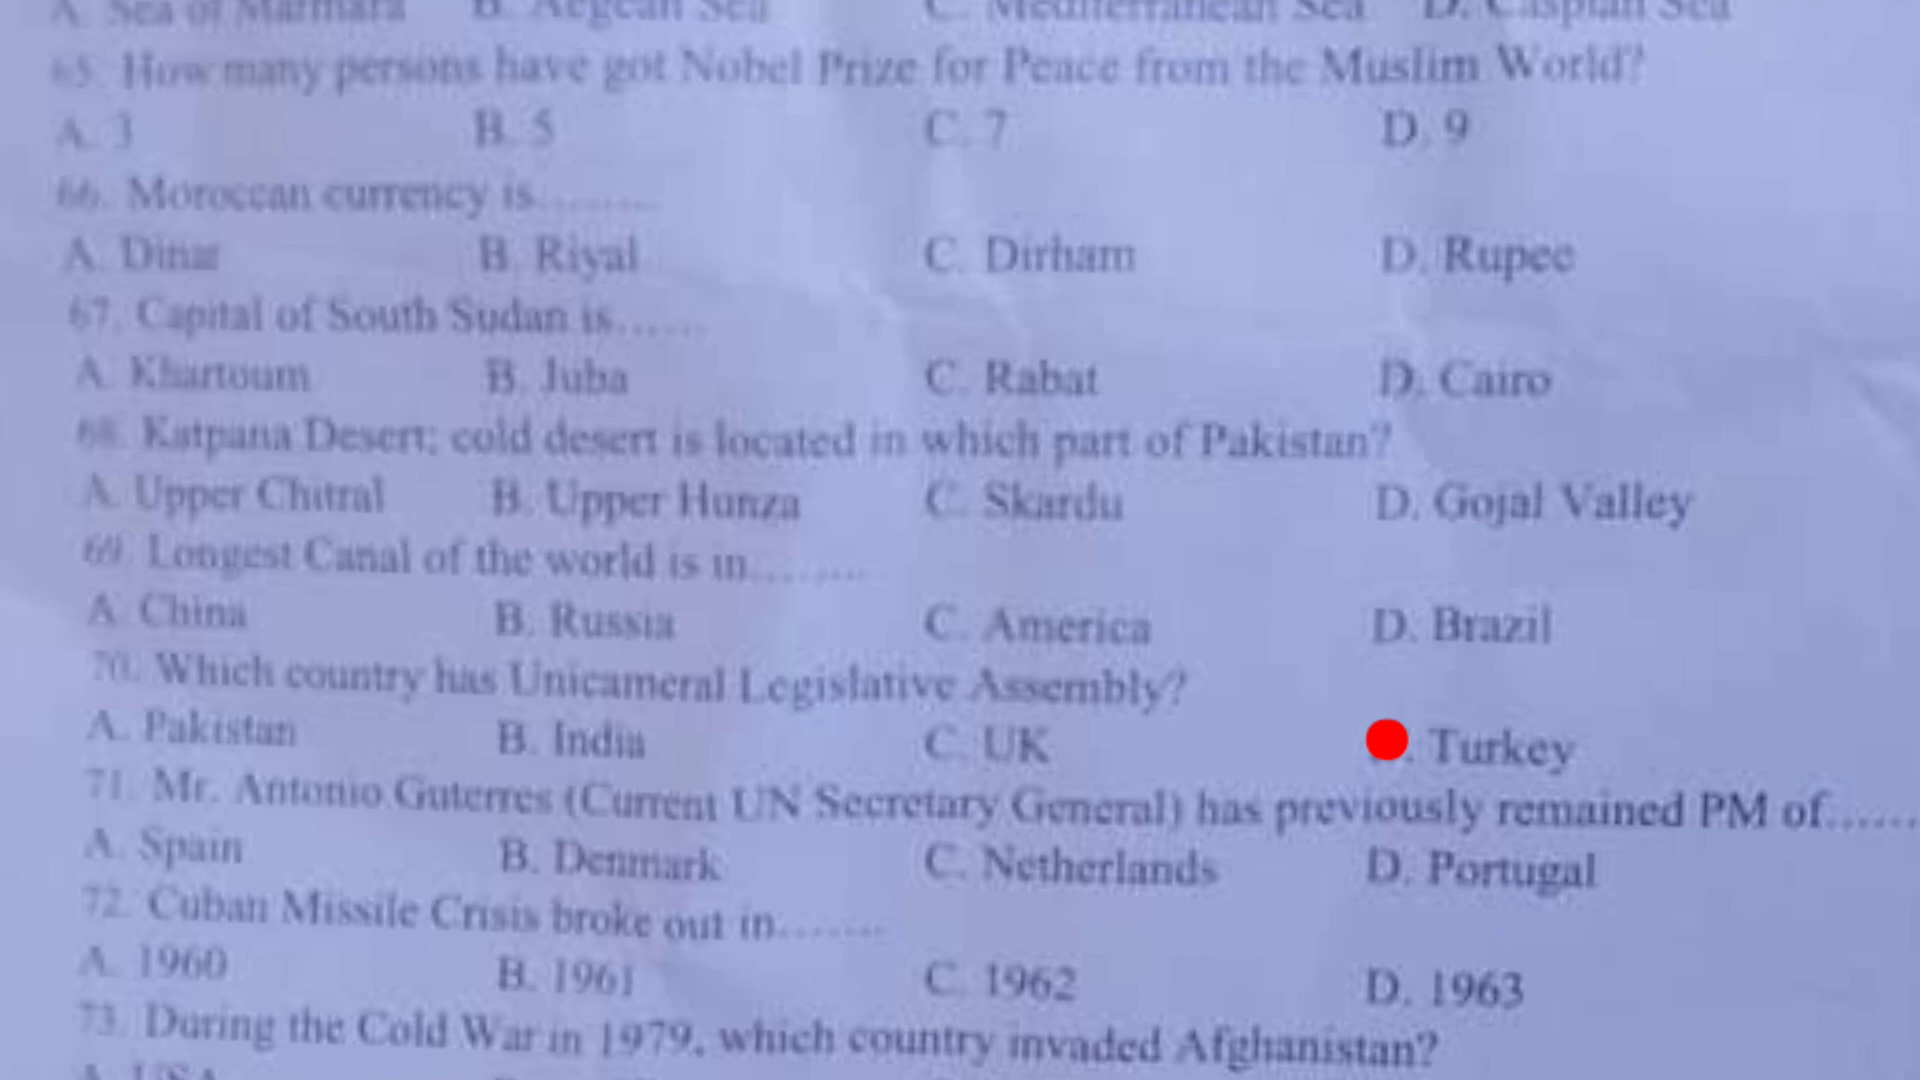 A. Sea of Marmara B. Aegean Sea C. Mediterranean Sea D. Caspian Sea
65. How many persons have got Nobel Prize for Peace from the Muslim World?
A. 3 B. 5 C. 7 D. 9
66. Moroccan currency is..........
A. Dinar B. Riyal C. Dirham D. Rupee
67. Capital of South Sudan is.......
A. Khartoum B. Juba C. Rabat D. Cairo
68. Katpana Desert; cold desert is located in which part of Pakistan?
A. Upper Chitral B. Upper Hunza C. Skardu D. Gojal Valley
69. Longest Canal of the world is in.........
A. China B. Russia C. America D. Brazil
70. Which country has Unicameral Legislative Assembly?
A. Pakistan B. India C. UK . Turkey
71. Mr. Antonio Guterres (Current UN Secretary General) has previously remained PM of......
A. Spain B. Denmark C. Netherlands D. Portugal
72. Cuban Missile Crisis broke out in........
A. 1960 B. 1961 C. 1962 D. 1963
73. During the Cold War in 1979, which country invaded Afghanistan?
A. USA